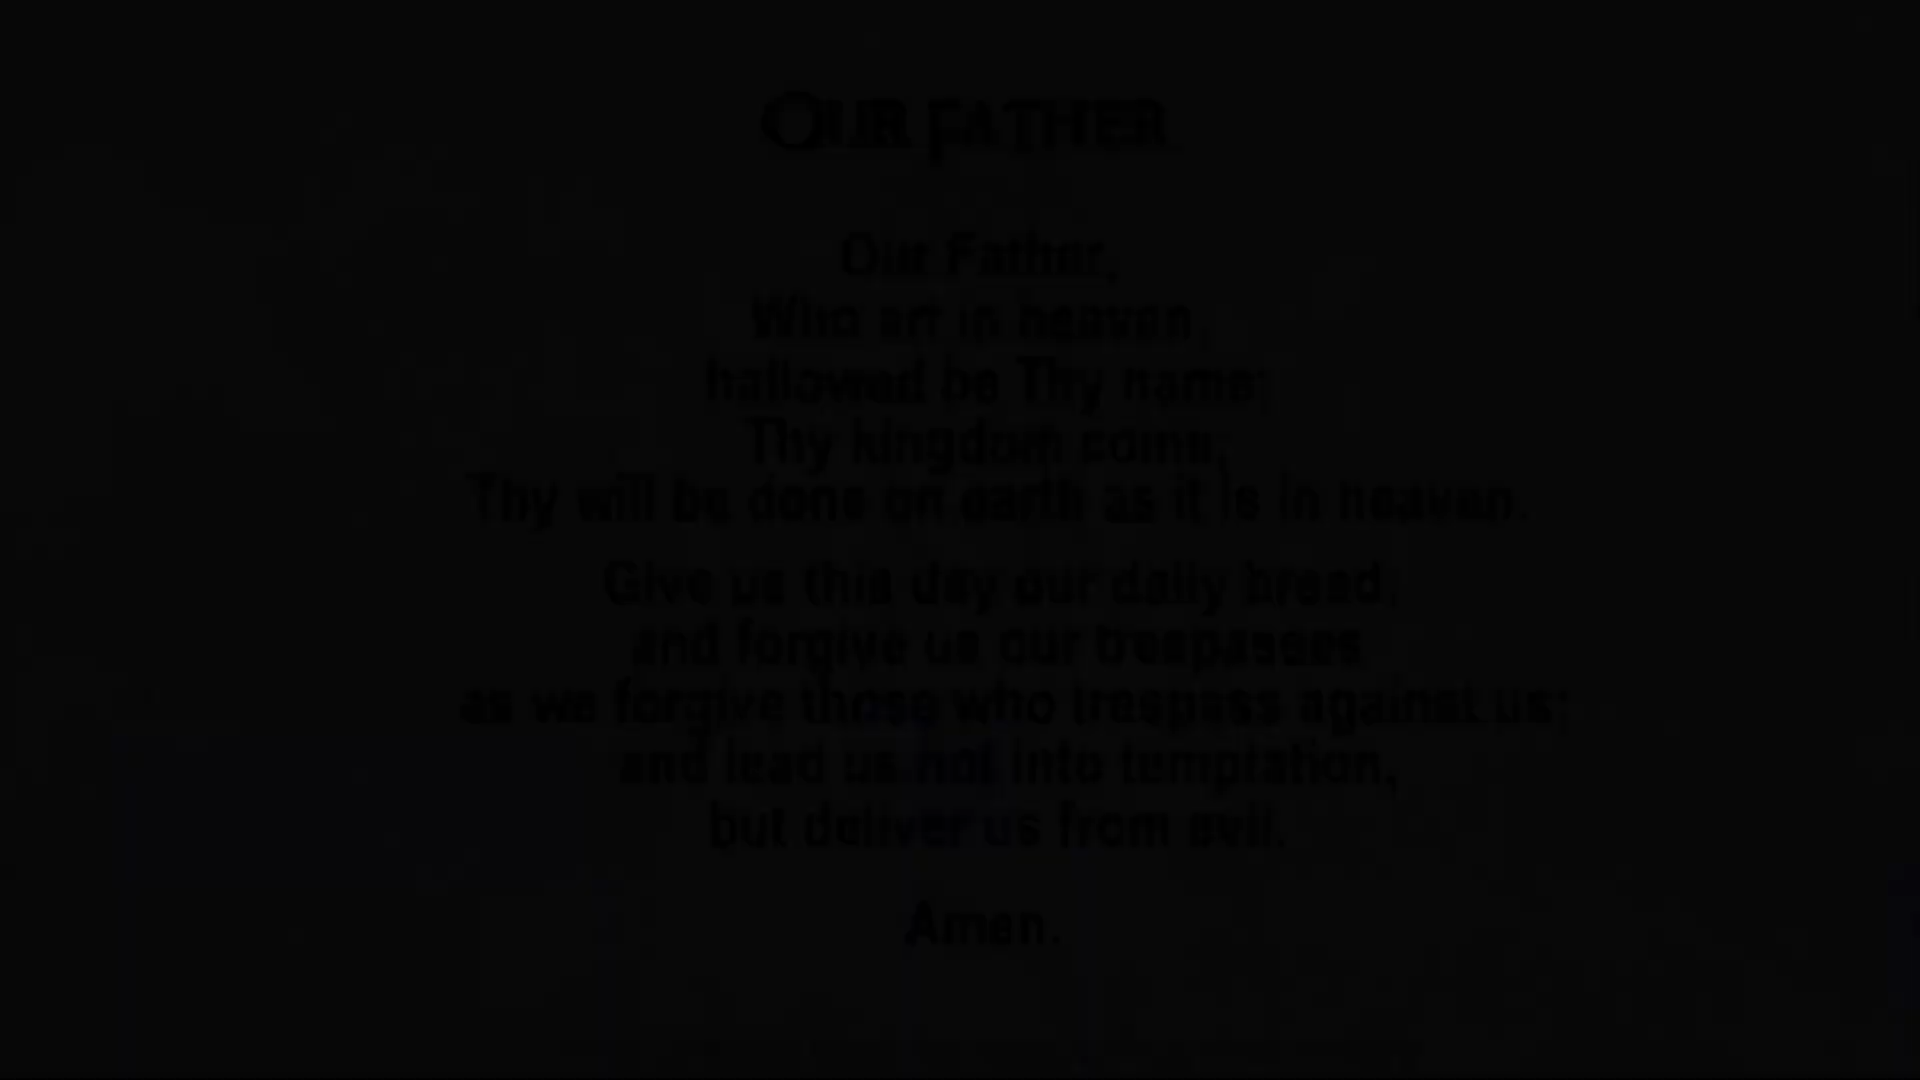 OUR FATHER
Our Father,
Who art in heaven,
hallowed be Thy name;
Thy kingdom come;
Thy will be done on earth as it is in heaven.
Give us this day our daily bread,
and forgive us our trespasses
as we forgive those who trespass against us;
and lead us not into temptation,
but deliver us from evil.
Amen.